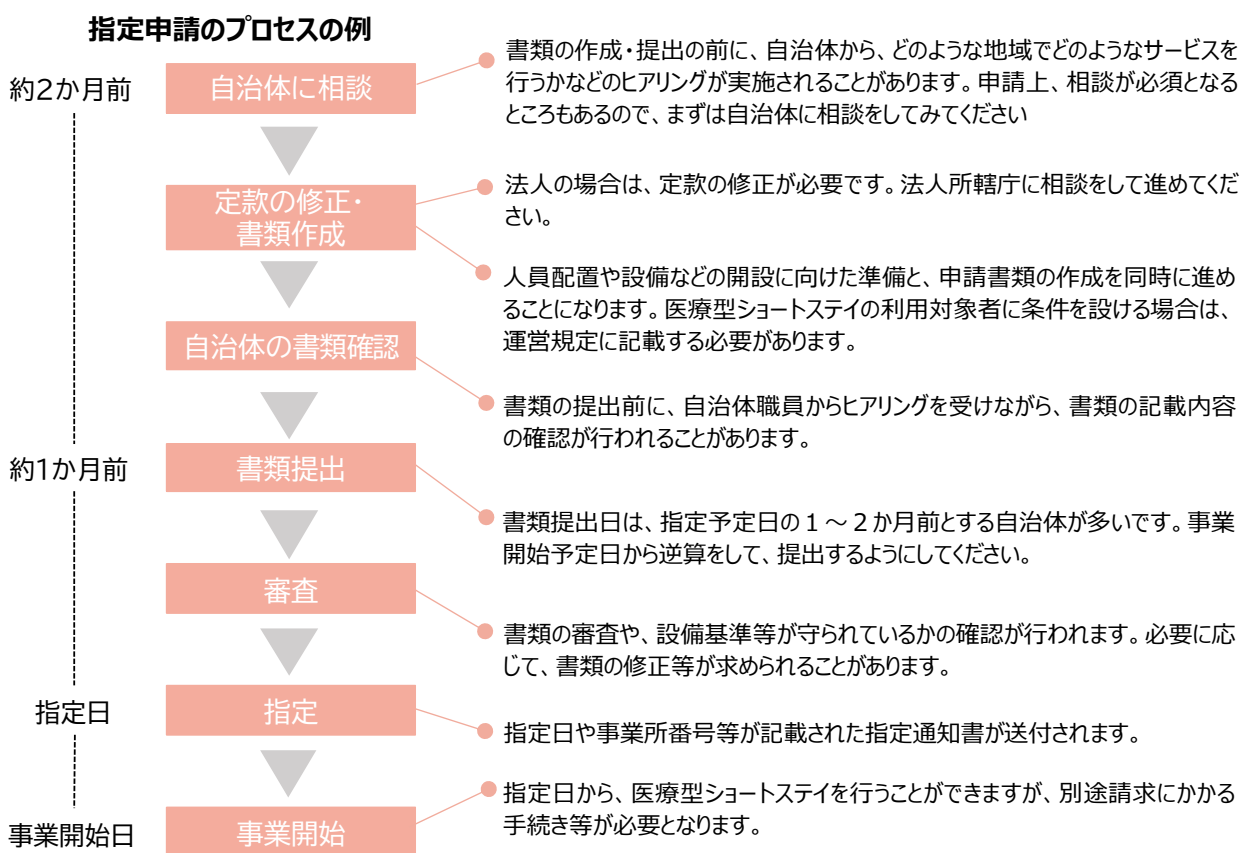 指定申請のプロセスの例
約2か月前
自治体に相談
書類の作成・提出の前に、自治体から、どのような地域でどのようなサービスを
行うかなどのヒアリングが実施されることがあります。申請上、相談が必須となる
ところもあるので、まずは自治体に相談をしてみてください
定款の修正・
書類作成
法人の場合は、定款の修正が必要です。法人所轄庁に相談をして進めてくだ
さい。
人員配置や設備などの開設に向けた準備と、申請書類の作成を同時に進め
ることになります。医療型ショートステイの利用対象者に条件を設ける場合は、
運営規定に記載する必要があります。
自治体の書類確認
書類の提出前に、自治体職員からヒアリングを受けながら、書類の記載内容
の確認が行われることがあります。
約1か月前
書類提出
書類提出日は、指定予定日の1~2か月前とする自治体が多いです。事業
開始予定日から逆算をして、提出するようにしてください。
審査
書類の審査や、設備基準等が守られているかの確認が行われます。必要に応
じて、書類の修正等が求められることがあります。
指定日
指定
指定日や事業所番号等が記載された指定通知書が送付されます。
事業開始日
事業開始
指定日から、医療型ショートステイを行うことができますが、別途請求にかかる
手続き等が必要となります。